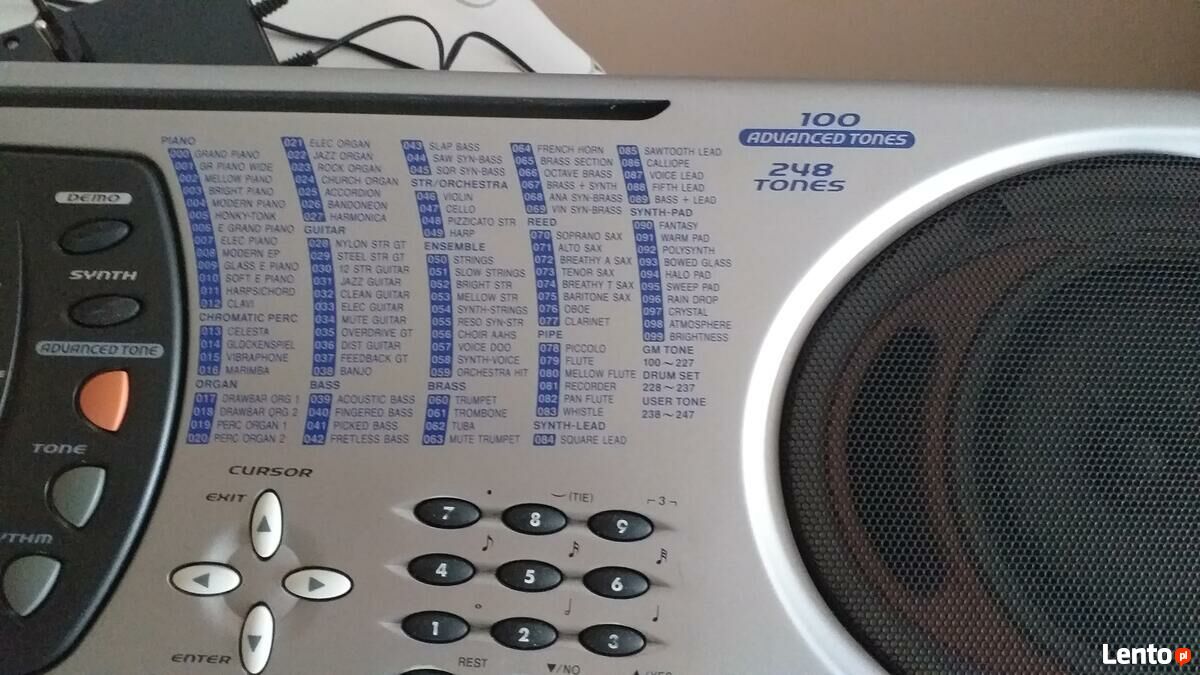 100
ADVANCED TONES
248
TONES
PIANO
000 GRAND PIANO
001 GR PIANO WIDE
002 MELLOW PIANO
003 BRIGHT PIANO
004 MODERN PIANO
005 HONKY-TONK
006 E GRAND PIANO
007 ELEC PIANO
008 MODERN EP
009 GLASS E PIANO
010 SOFT E PIANO
011 HARPSICHORD
012 CLAVI
CHROMATIC PERC
013 CELESTA
014 GLOCKENSPIEL
015 VIBRAPHONE
016 MARIMBA
ORGAN
017 DRAWBAR ORG 1
018 DRAWBAR ORG 2
019 PERC ORGAN 1
020 PERC ORGAN 2
021 ELEC ORGAN
022 JAZZ ORGAN
023 ROCK ORGAN
024 CHURCH ORGAN
025 ACCORDION
026 BANDONEON
027 HARMONICA
GUITAR
028 NYLON STR GT
029 STEEL STR GT
030 12 STR GUITAR
031 JAZZ GUITAR
032 CLEAN GUITAR
033 ELEC GUITAR
034 MUTE GUITAR
035 OVERDRIVE GT
036 DIST GUITAR
037 FEEDBACK GT
038 BANJO
BASS
039 ACOUSTIC BASS
040 FINGERED BASS
041 PICKED BASS
042 FRETLESS BASS
043 SLAP BASS
044 SAW SYN-BASS
045 SQR SYN-BASS
STR/ORCHESTRA
046 VIOLIN
047 CELLO
048 PIZZICATO STR
049 HARP
ENSEMBLE
050 STRINGS
051 SLOW STRINGS
052 BRIGHT STR
053 MELLOW STR
054 SYNTH-STRINGS
055 RESO SYN-STR
056 CHOIR AAHS
057 VOICE DOO
058 SYNTH-VOICE
059 ORCHESTRA HIT
BRASS
060 TRUMPET
061 TROMBONE
062 TUBA
063 MUTE TRUMPET
064 FRENCH HORN
065 BRASS SECTION
066 OCTAVE BRASS
067 BRASS + SYNTH
068 ANA SYN-BRASS
069 VIN SYN-BRASS
REED
070 SOPRANO SAX
071 ALTO SAX
072 BREATHY A SAX
073 TENOR SAX
074 BREATHY T SAX
075 BARITONE SAX
076 OBOE
077 CLARINET
PIPE
078 PICCOLO
079 FLUTE
080 MELLOW FLUTE
081 RECORDER
082 PAN FLUTE
083 WHISTLE
SYNTH-LEAD
084 SQUARE LEAD
085 SAWTOOTH LEAD
086 CALLIOPE
087 VOICE LEAD
088 FIFTH LEAD
089 BASS + LEAD
SYNTH-PAD
090 FANTASY
091 WARM PAD
092 POLYSYNTH
093 BOWED GLASS
094 HALO PAD
095 SWEEP PAD
096 RAIN DROP
097 CRYSTAL
098 ATMOSPHERE
099 BRIGHTNESS
GM TONE
100~227
DRUM SET
228~237
USER TONE
238~247
DEMO
SYNTH
ADVANCED TONE
TONE
CURSOR
EXIT
ENTER
(TIE)
3
7 8 9
4 5 6
1 2 3
REST
▼/NO
Lento pl